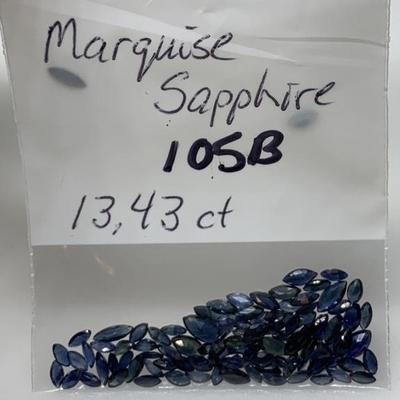 Marquise
Sapphire
105B
13,43 ct